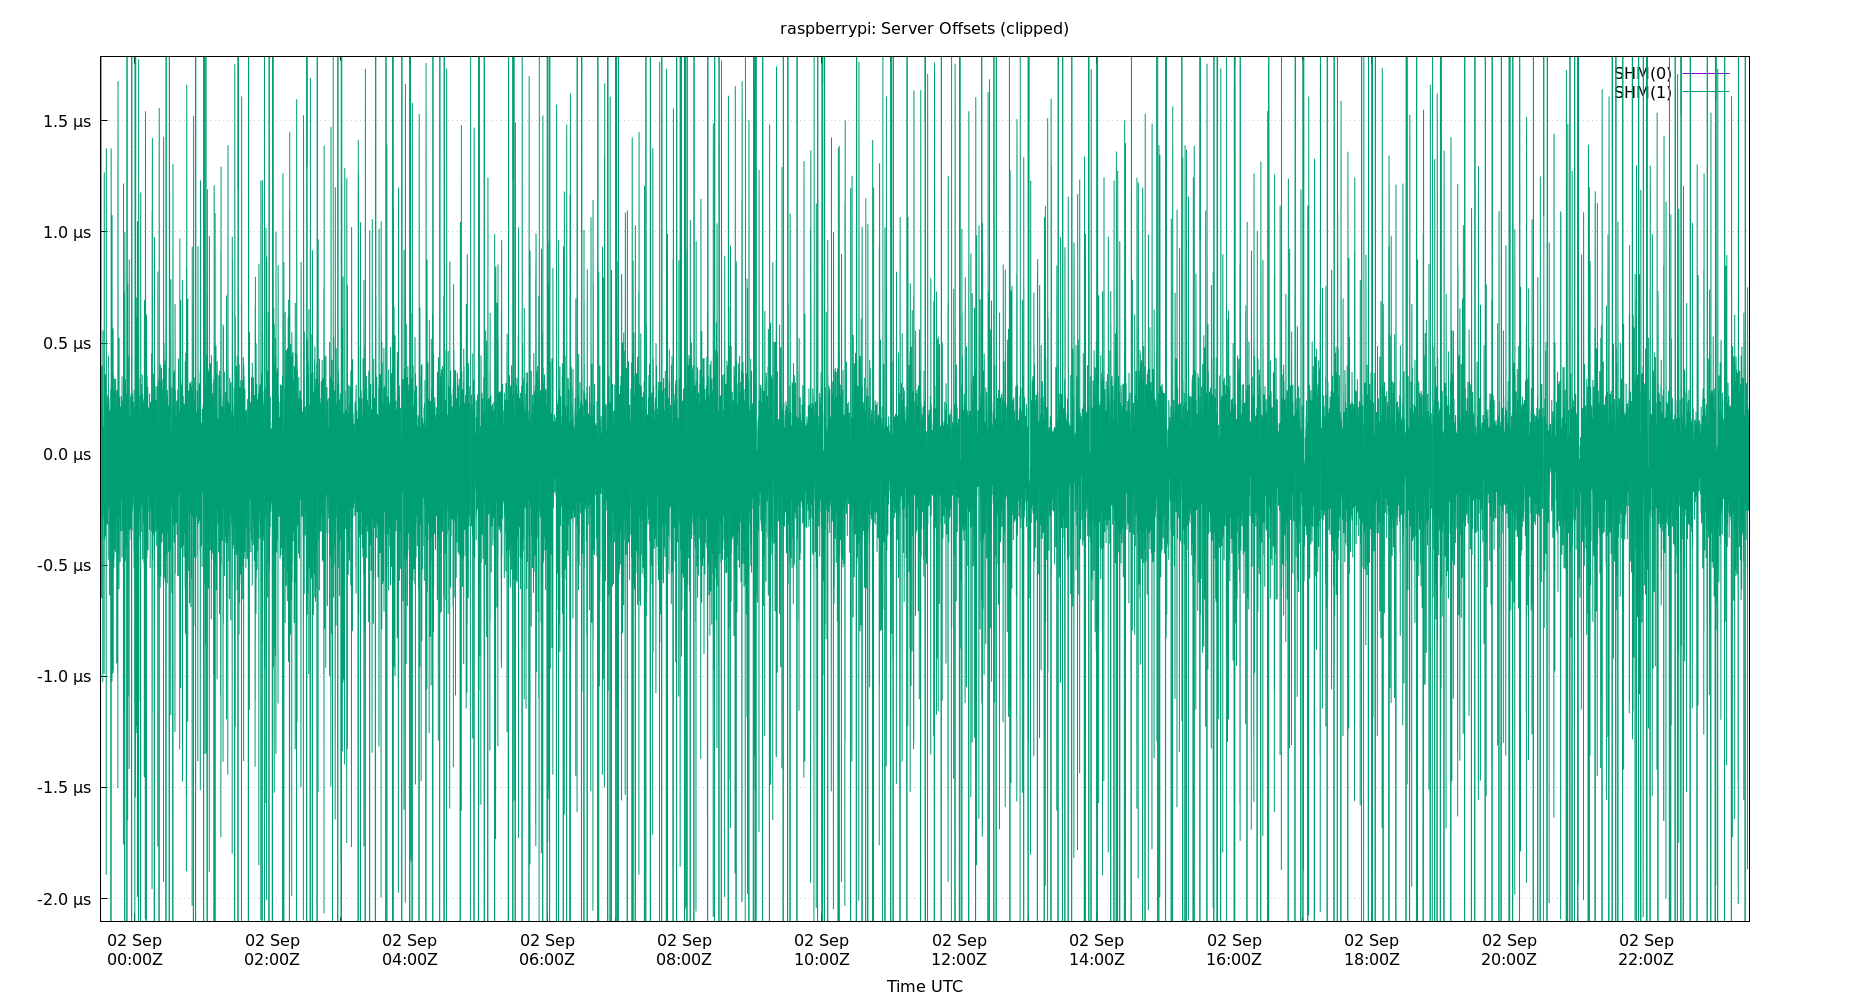 raspberrypi: Server Offsets (clipped)
SHM(0)
SHM(1)
1.5 µs
1.0 µs
0.5 µs
0.0 µs
-0.5 µs
-1.0 µs
-1.5 µs
-2.0 µs
02 Sep 02 Sep 02 Sep 02 Sep 02 Sep 02 Sep 02 Sep 02 Sep 02 Sep 02 Sep 02 Sep 02 Sep
00:00Z 02:00Z 04:00Z 06:00Z 08:00Z 10:00Z 12:00Z 14:00Z 16:00Z 18:00Z 20:00Z 22:00Z
Time UTC